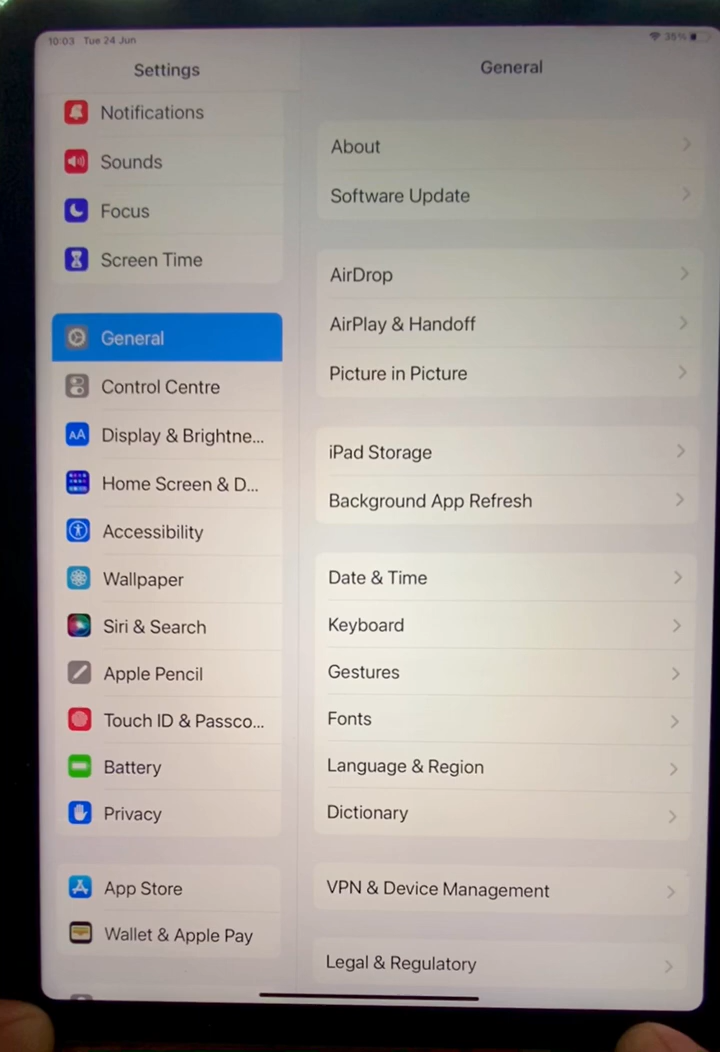 10:03 Tue 24 Jun
35%
Settings
Notifications
Sounds
Focus
Screen Time
General
Control Centre
AA
Display & Brightne...
Home Screen & D...
Accessibility
Wallpaper
Siri & Search
Apple Pencil
Touch ID & Passco...
Battery
Privacy
App Store
Wallet & Apple Pay
General
About
Software Update
AirDrop
AirPlay & Handoff
Picture in Picture
iPad Storage
Background App Refresh
Date & Time
Keyboard
Gestures
Fonts
Language & Region
Dictionary
VPN & Device Management
Legal & Regulatory